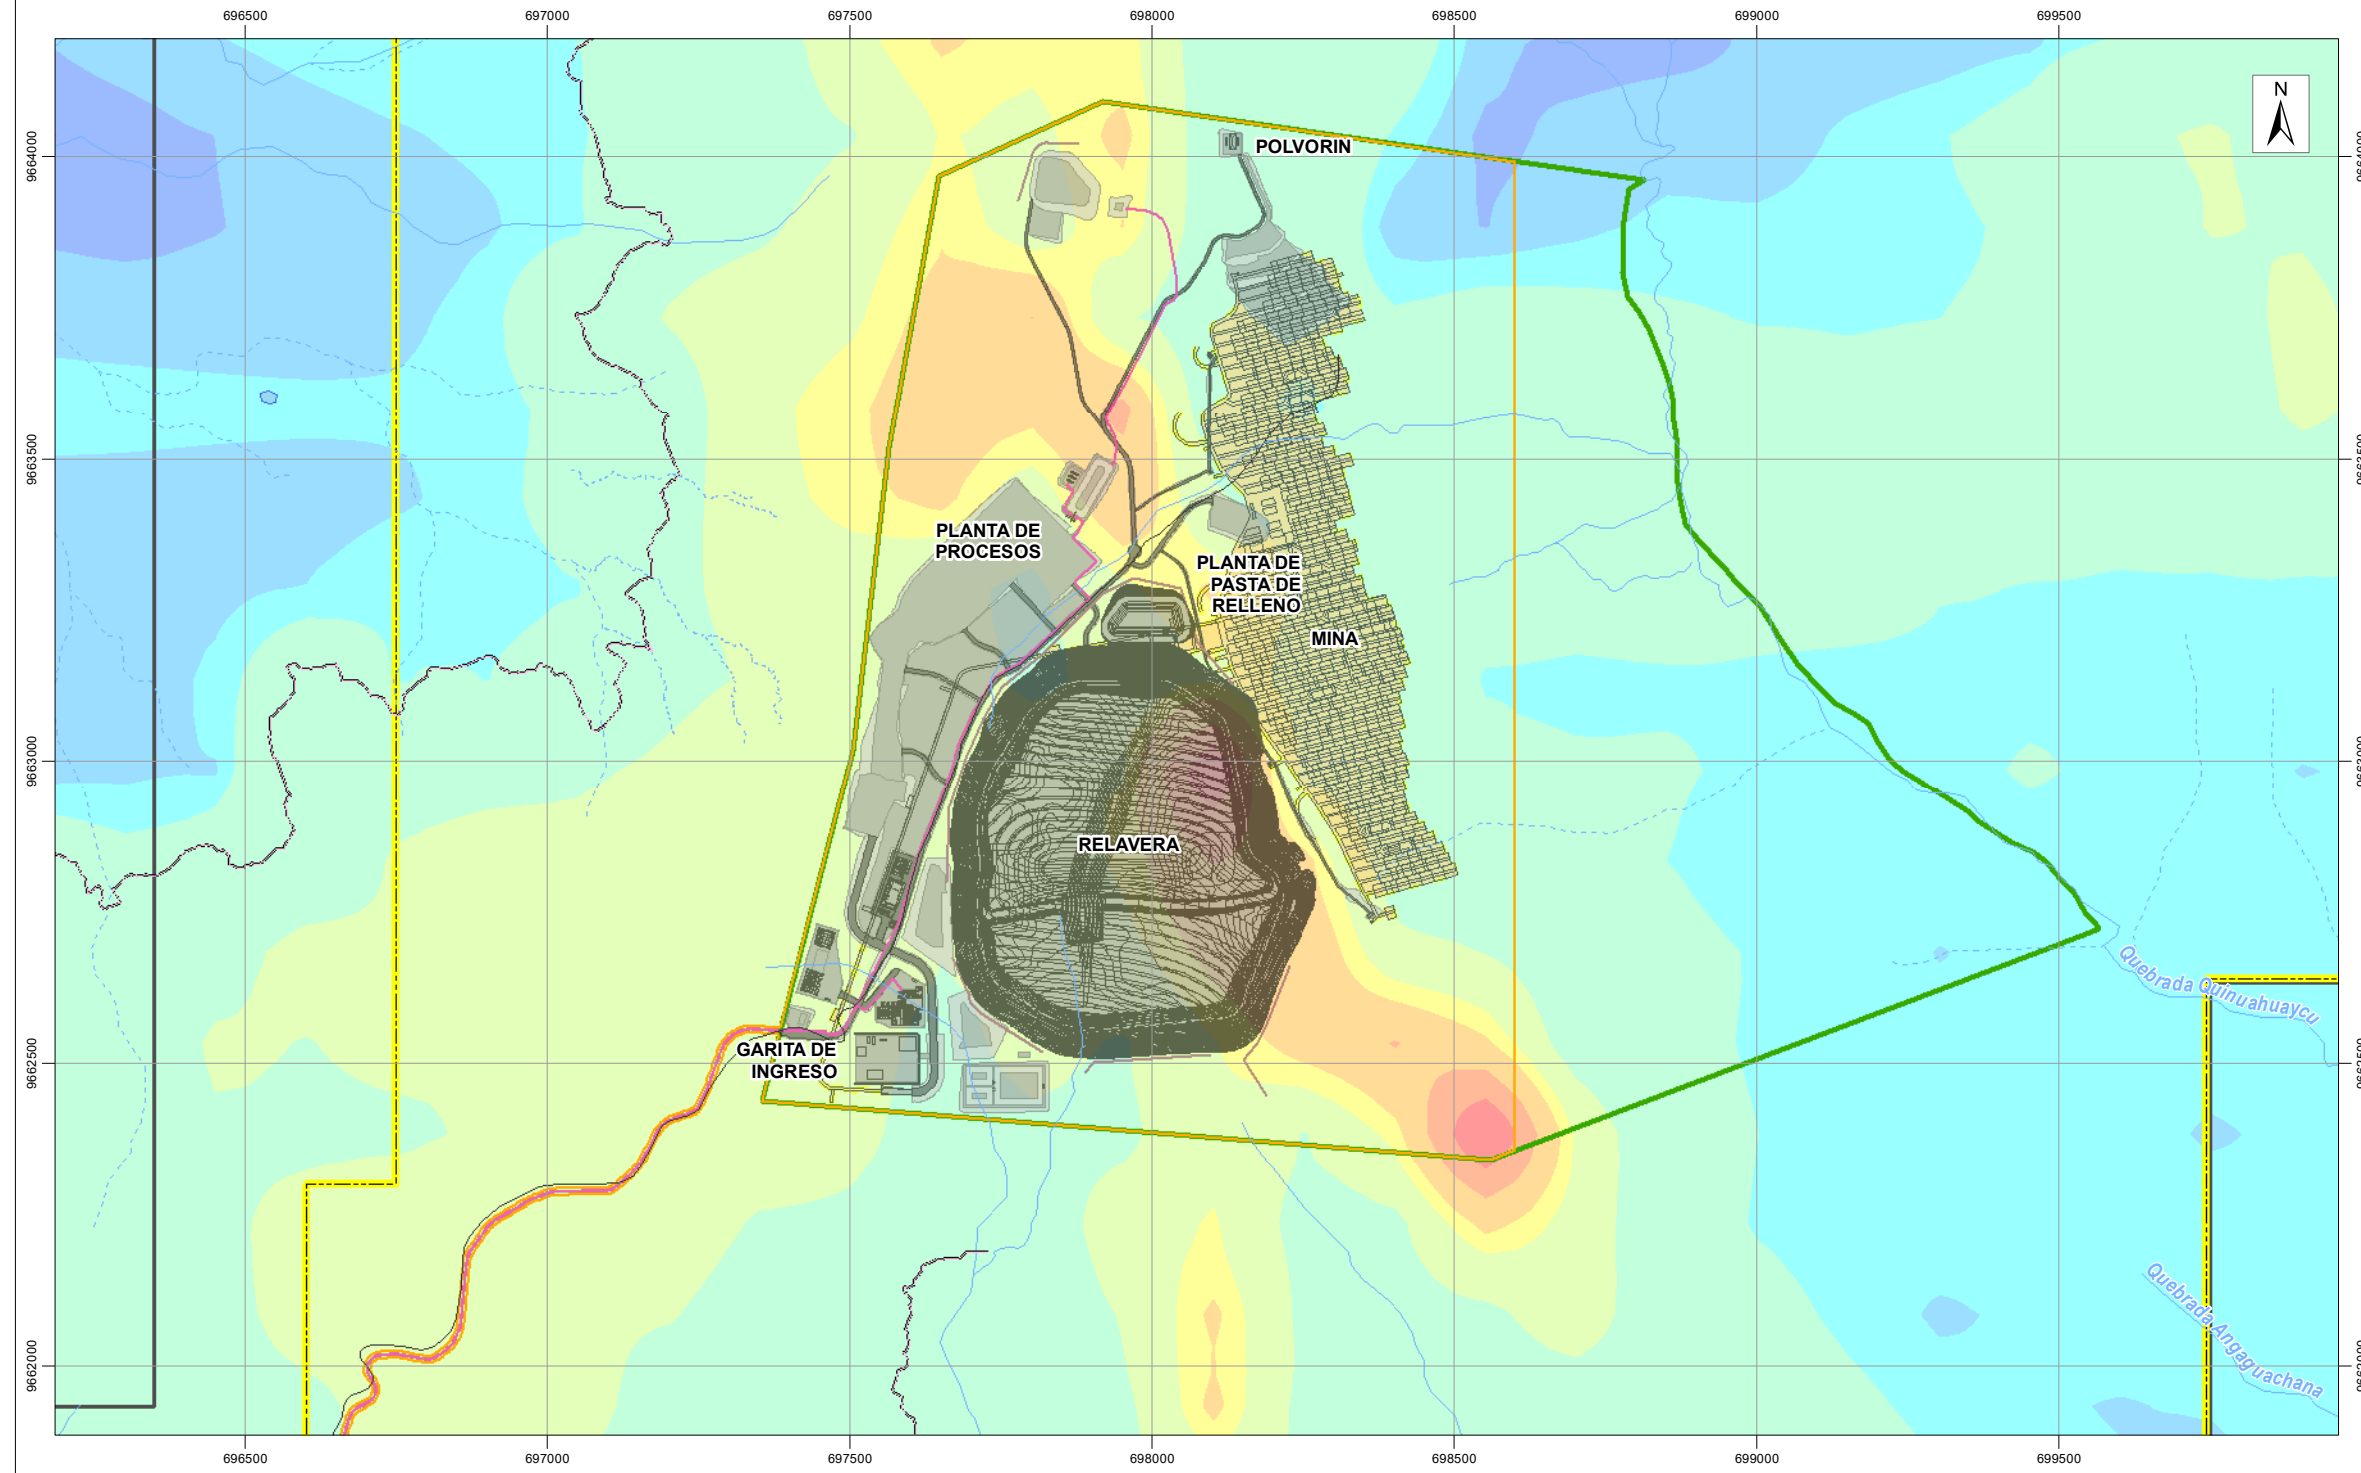 696500 697000 697500 698000 698500 699000 699500
N
9664000
POLVORIN
9663500
PLANTA DE
PROCESOS
PLANTA DE
PASTA DE
RELLENO
MINA
9663000
RELAVERA
Quebrada Quinuahuaycu
9662500
GARITA DE
INGRESO
Quebrada Angaguachana
9662000
696500 697000 697500 698000 698500 699000 699500